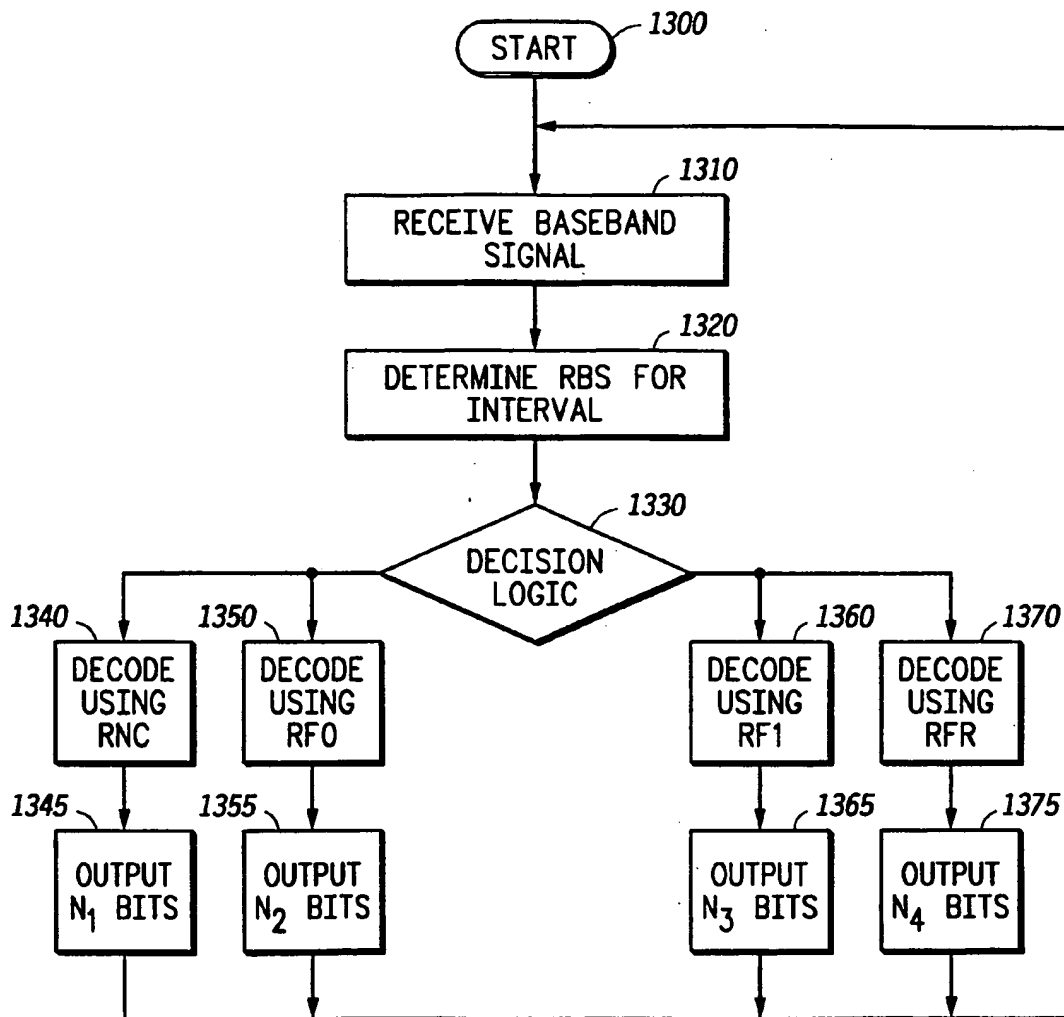 1300
START
1310
RECEIVE BASEBAND
SIGNAL
1320
DETERMINE RBS FOR
INTERVAL
1330
DECISION
LOGIC
1340
DECODE
USING
RNC
1350
DECODE
USING
RF0
1360
DECODE
USING
RF1
1370
DECODE
USING
RFR
1345
OUTPUT
N1 BITS
1355
OUTPUT
N2 BITS
1365
OUTPUT
N3 BITS
1375
OUTPUT
N4 BITS